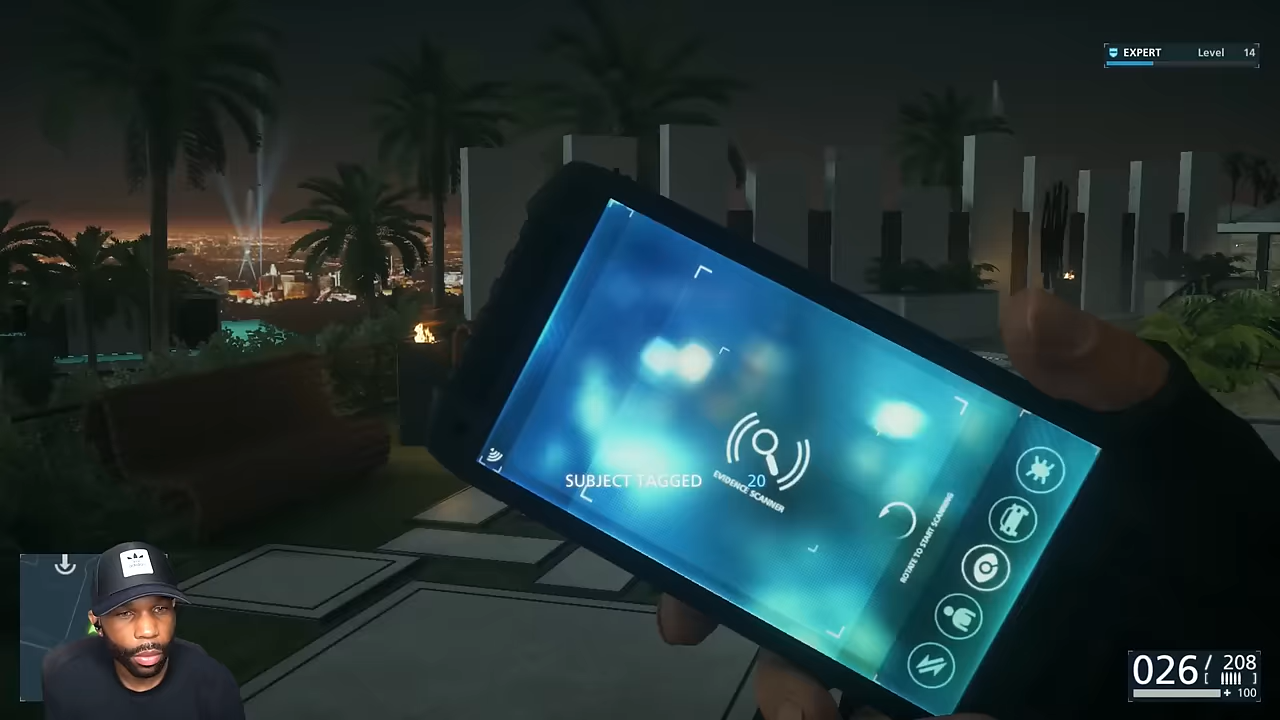 EXPERT Level 14
SUBJECT TAGGED 20
EVIDENCE SCANNER
ROTATE TO START SCANNING
026 / 208
[ ]
+ 100